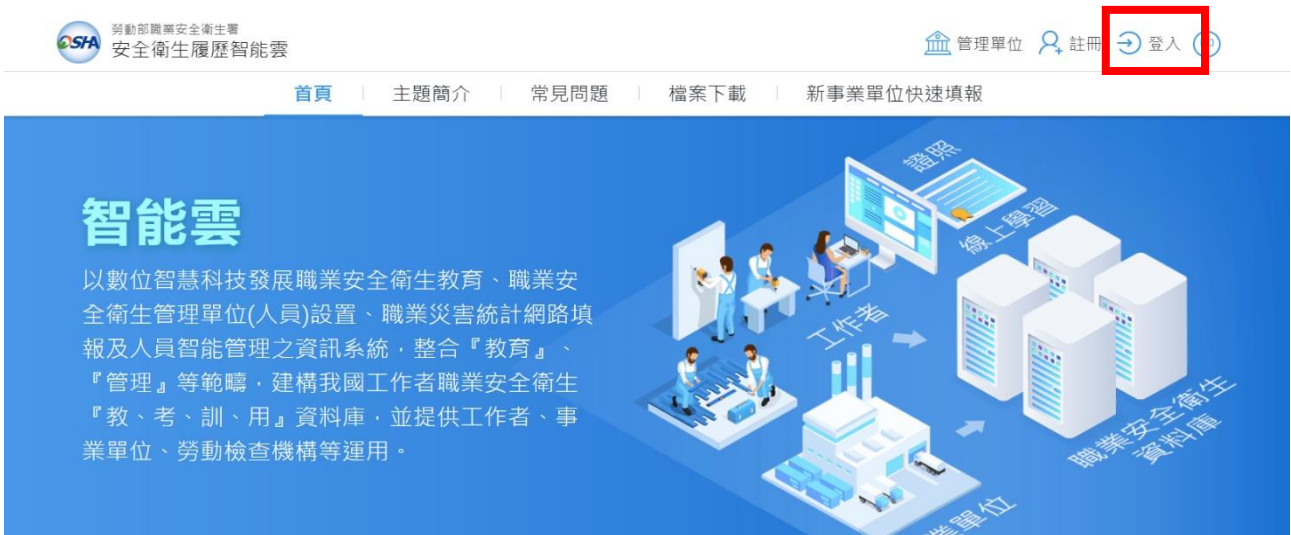 OSHA
勞動部職業安全衛生署
安全衛生履歷智能雲
管理單位
註冊
登入
首頁
主題簡介
常見問題
檔案下載
新事業單位快速填報
智能雲
以數位智慧科技發展職業安全衛生教育、職業安
全衛生管理單位(人員)設置、職業災害統計網路填
報及人員智能管理之資訊系統，整合『教育』、
『管理』等範疇，建構我國工作者職業安全衛生
『教、考、訓、用』資料庫，並提供工作者、事
業單位、勞動檢查機構等運用。
證照
線上學習
工作者
職業安全衛生
資料庫
業單位